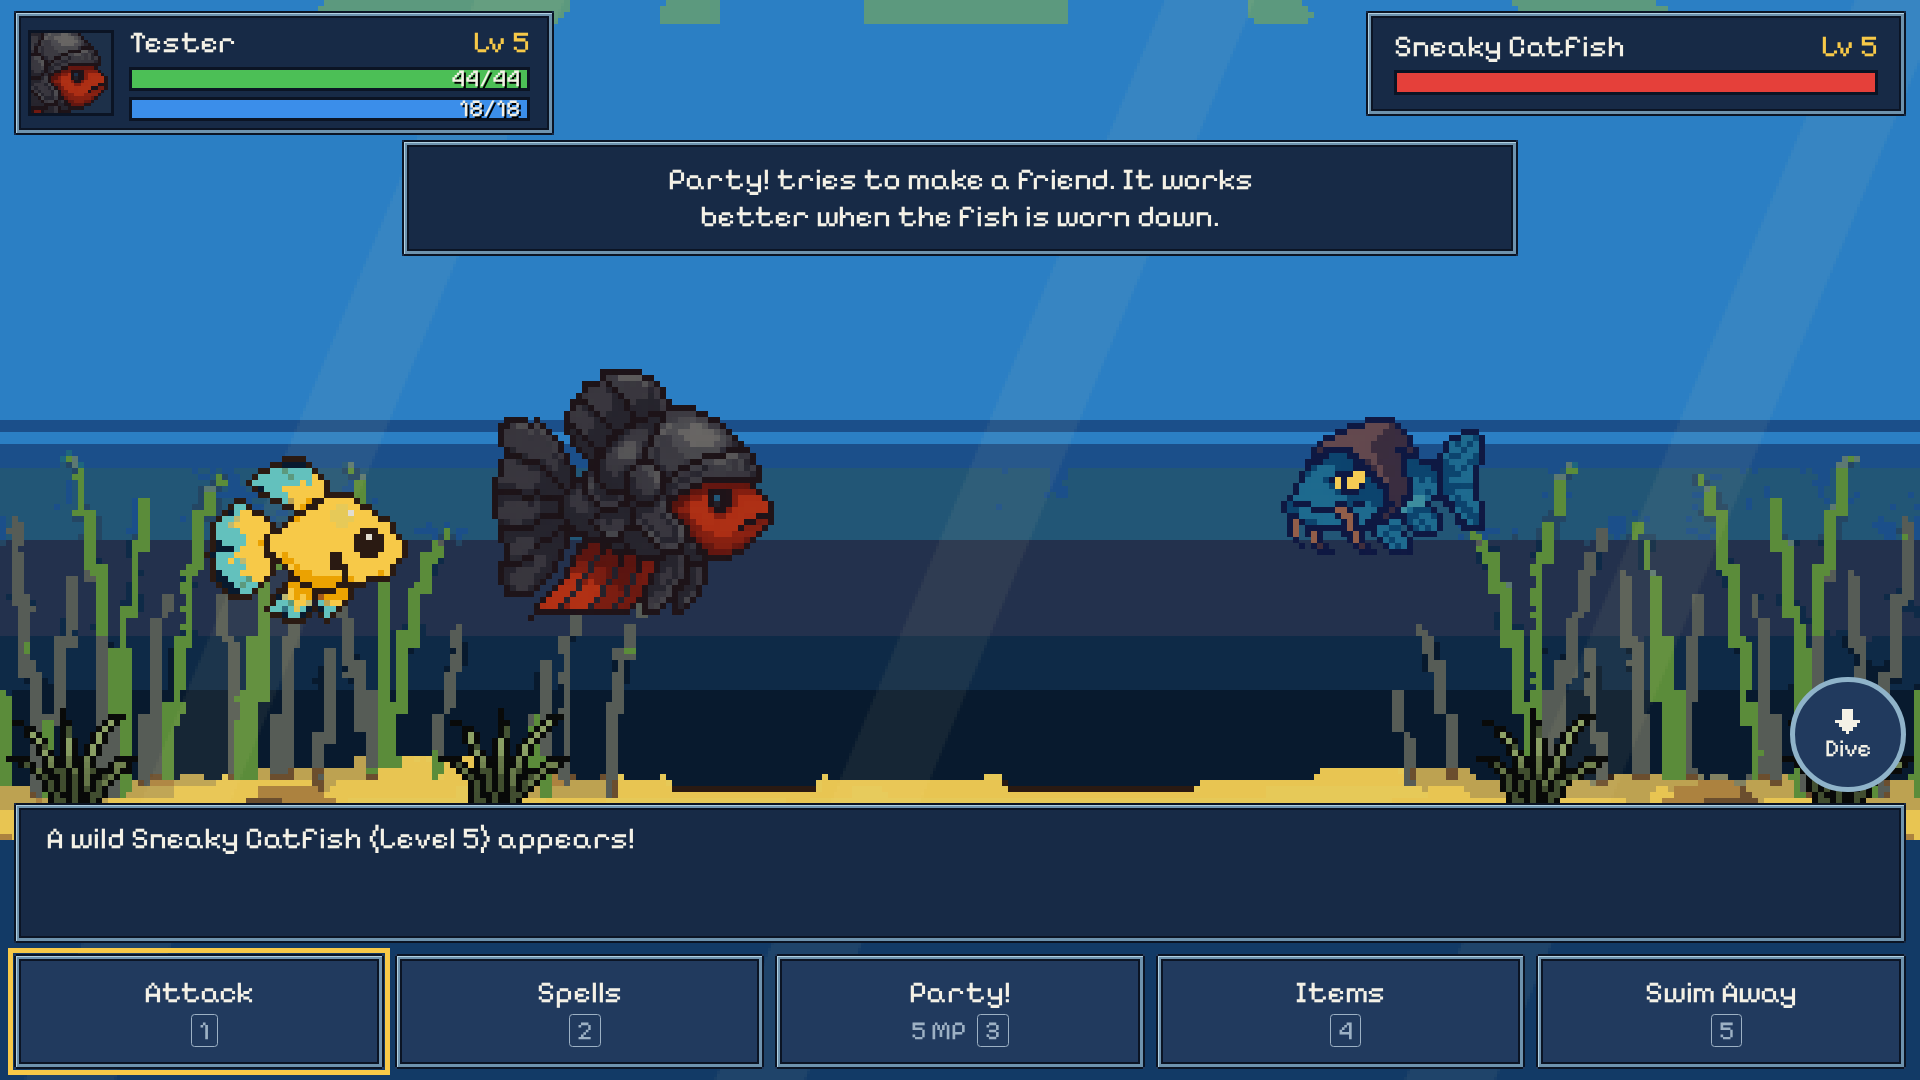 Tester Lv 5
44/44
18/18
Sneaky Catfish Lv 5
Party! tries to make a friend. It works
better when the fish is worn down.
Dive
A wild Sneaky Catfish (Level 5) appears!
Attack
1
Spells
2
Party!
5 MP 3
Items
4
Swim Away
5